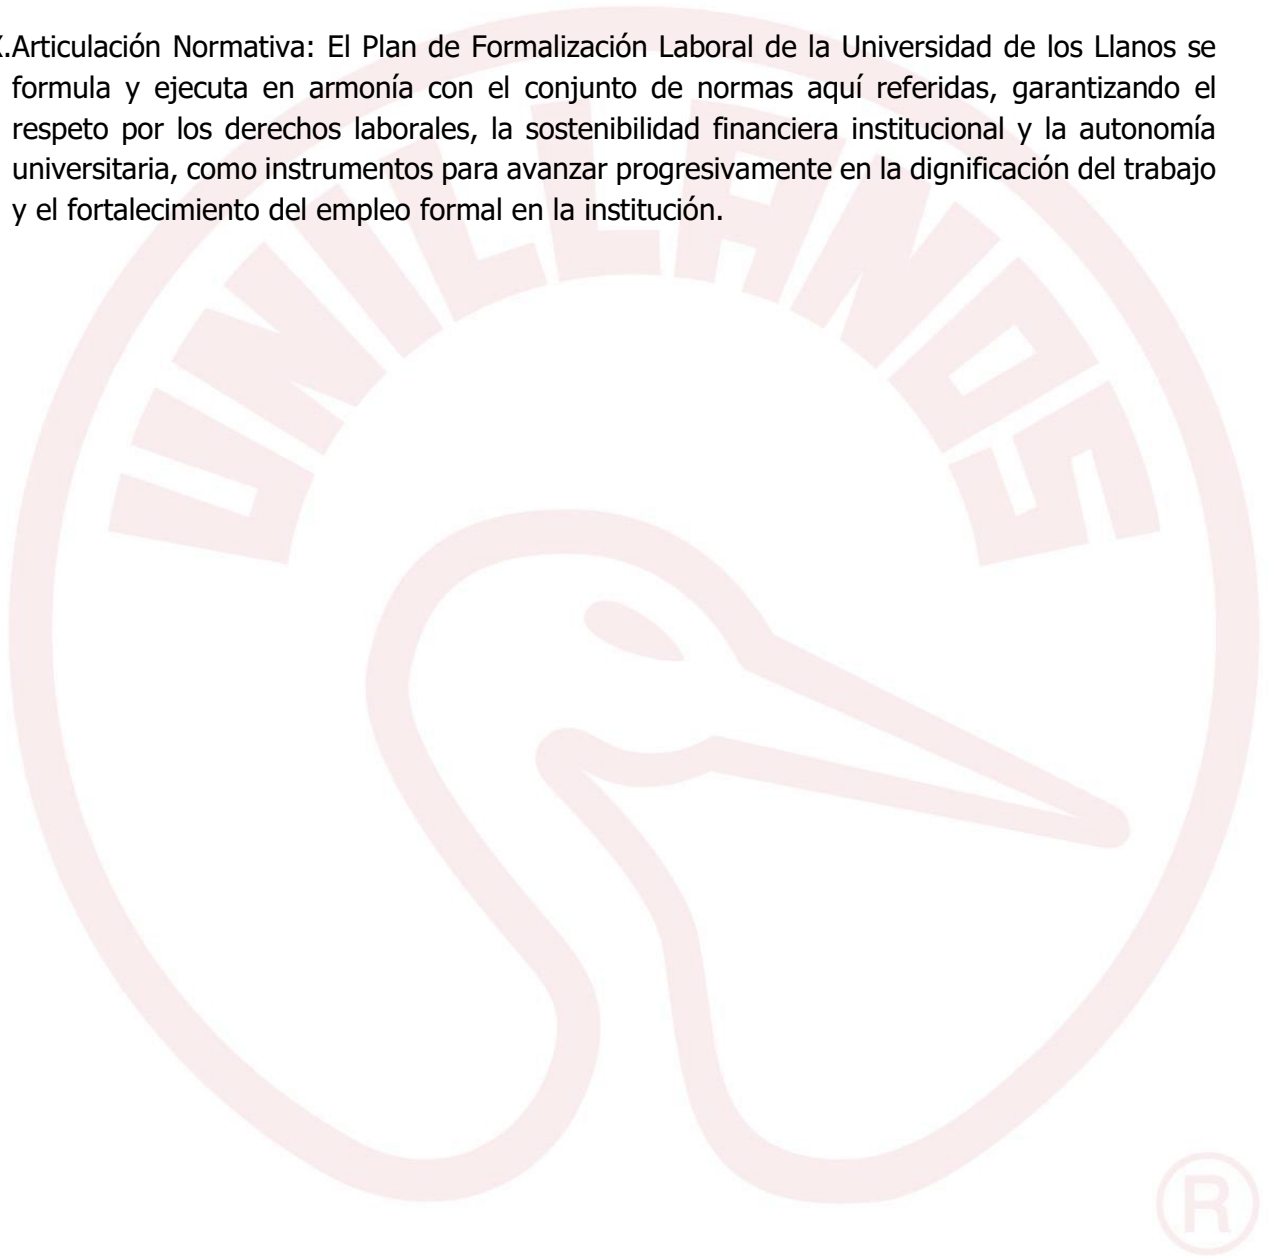 X.Articulación Normativa: El Plan de Formalización Laboral de la Universidad de los Llanos se
formula y ejecuta en armonía con el conjunto de normas aquí referidas, garantizando el
respeto por los derechos laborales, la sostenibilidad financiera institucional y la autonomía
universitaria, como instrumentos para avanzar progresivamente en la dignificación del trabajo
y el fortalecimiento del empleo formal en la institución.
UNILLANOS
®